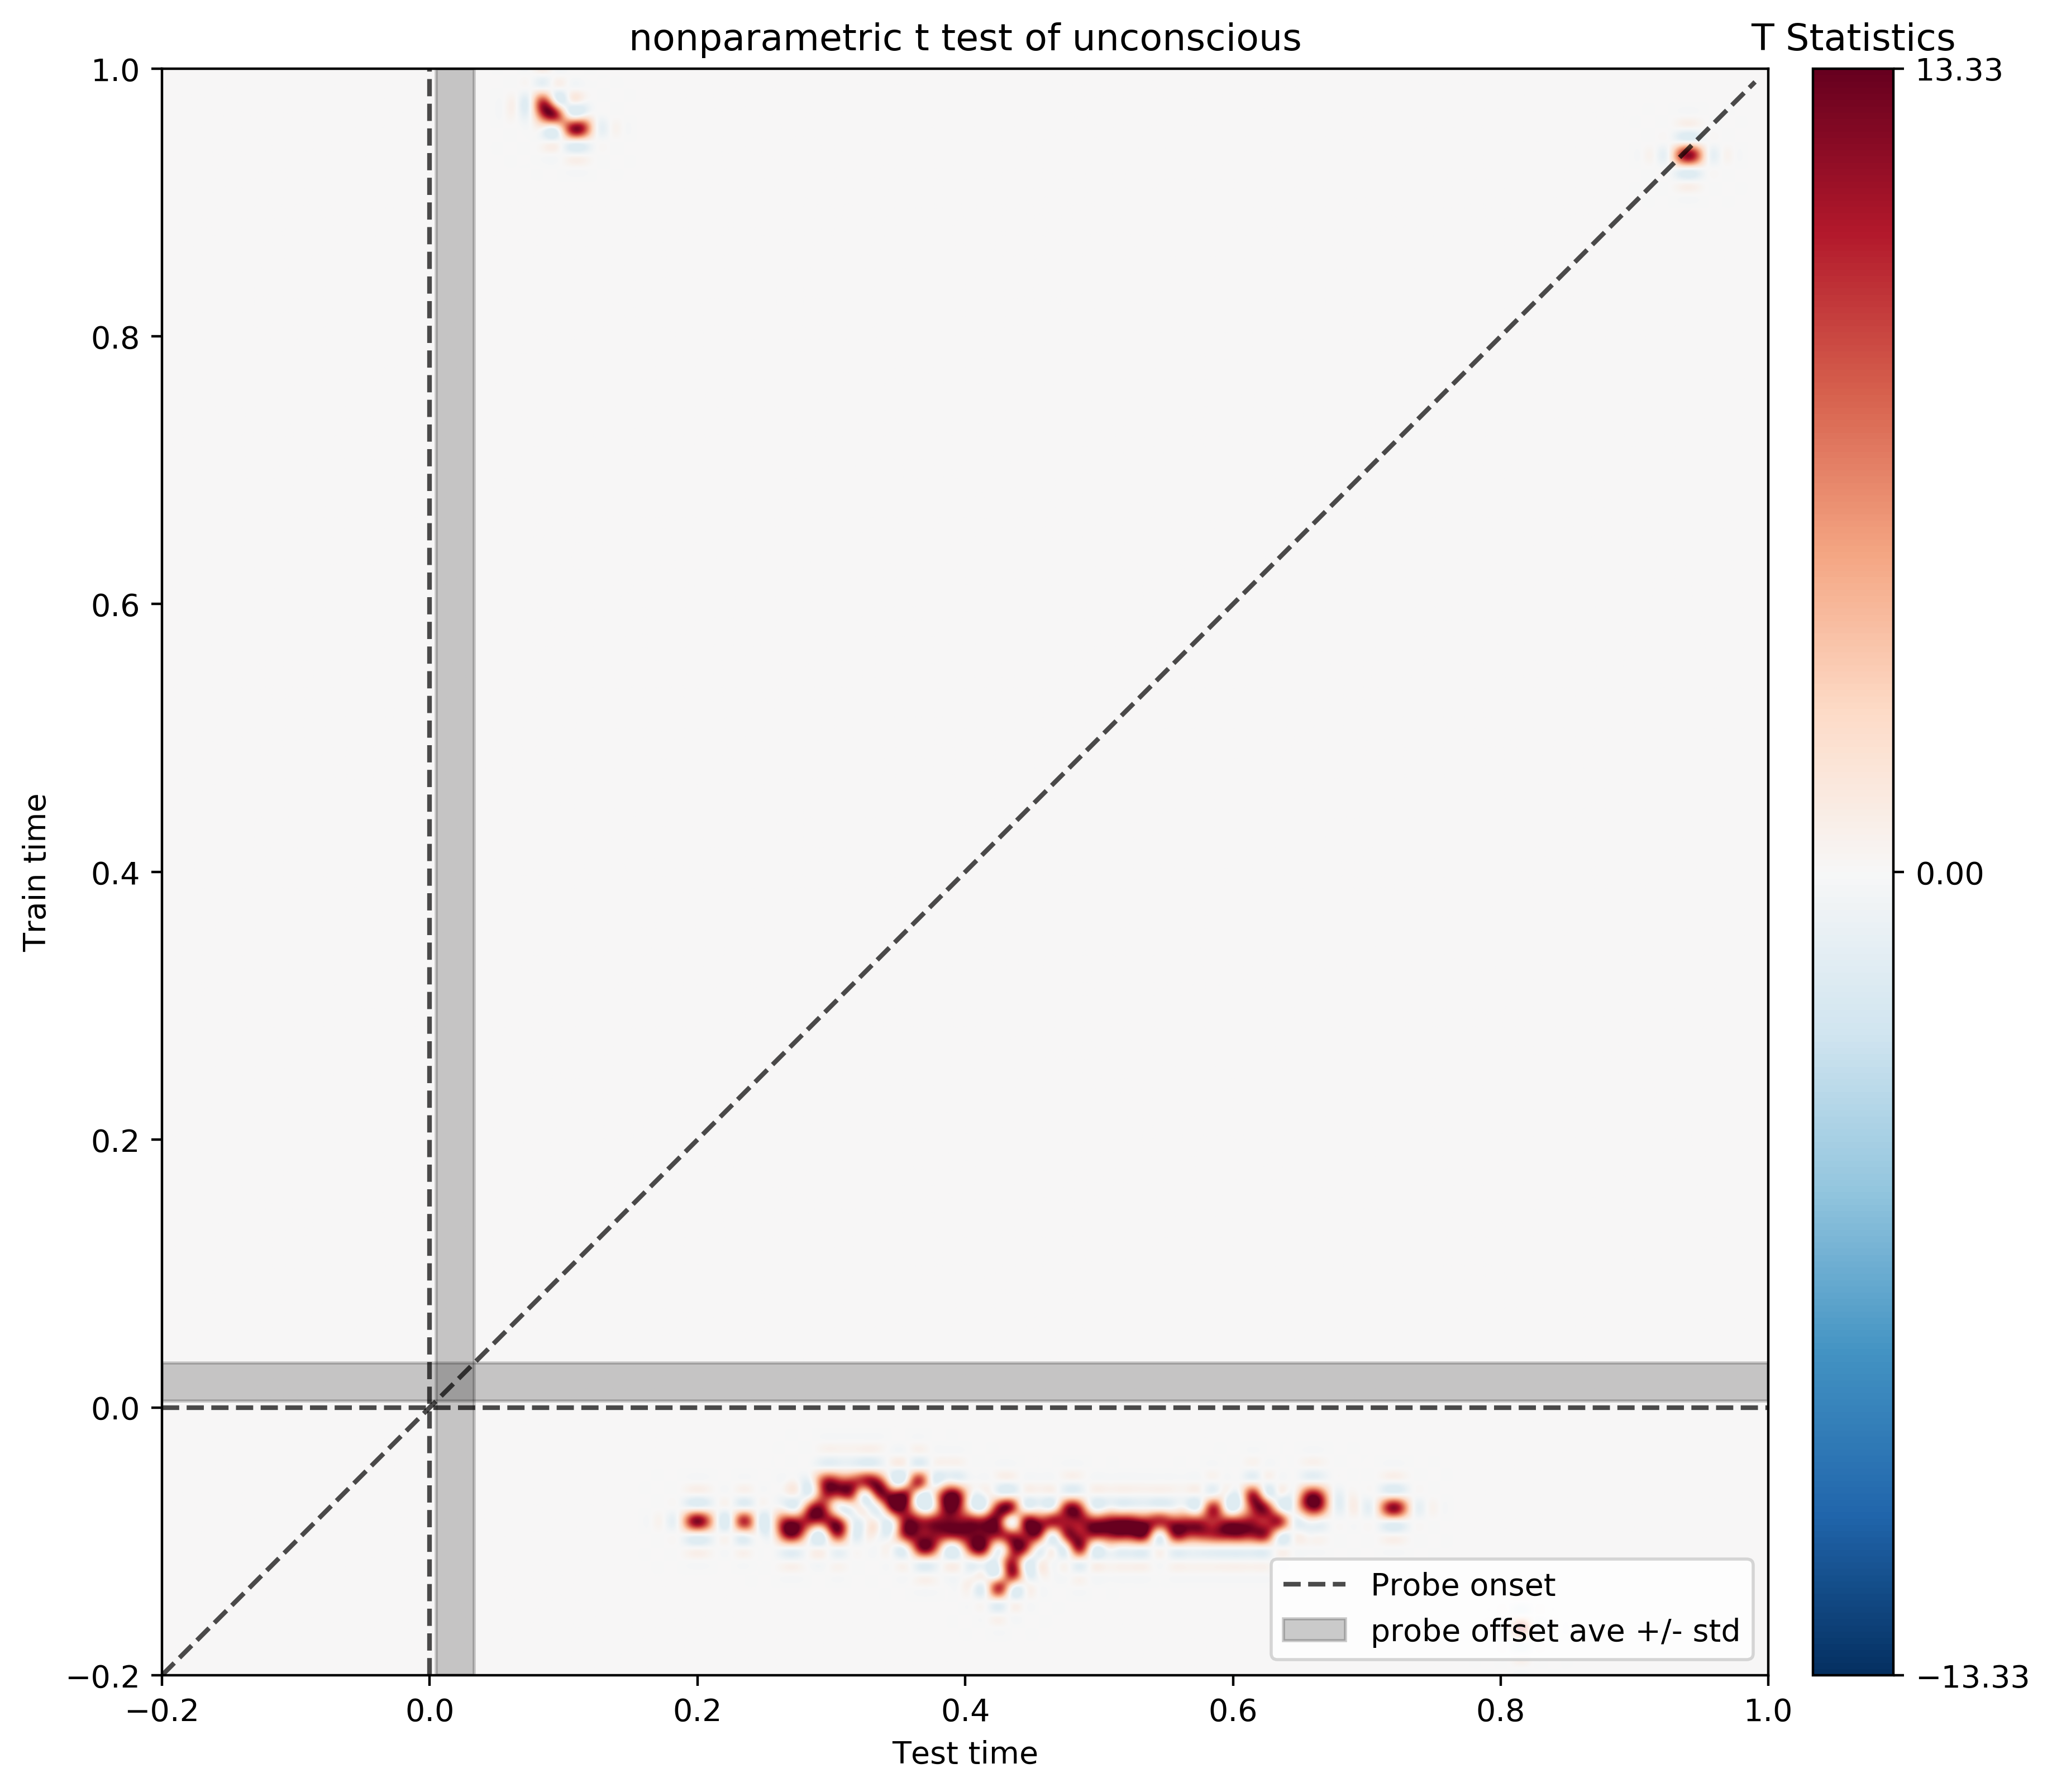 nonparametric t test of unconscious
T Statistics
13.33
0.00
−13.33
Train time
1.0
0.8
0.6
0.4
0.2
0.0
−0.2
−0.2
0.0
0.2
0.4
0.6
0.8
1.0
Test time
Probe onset
probe offset ave +/- std